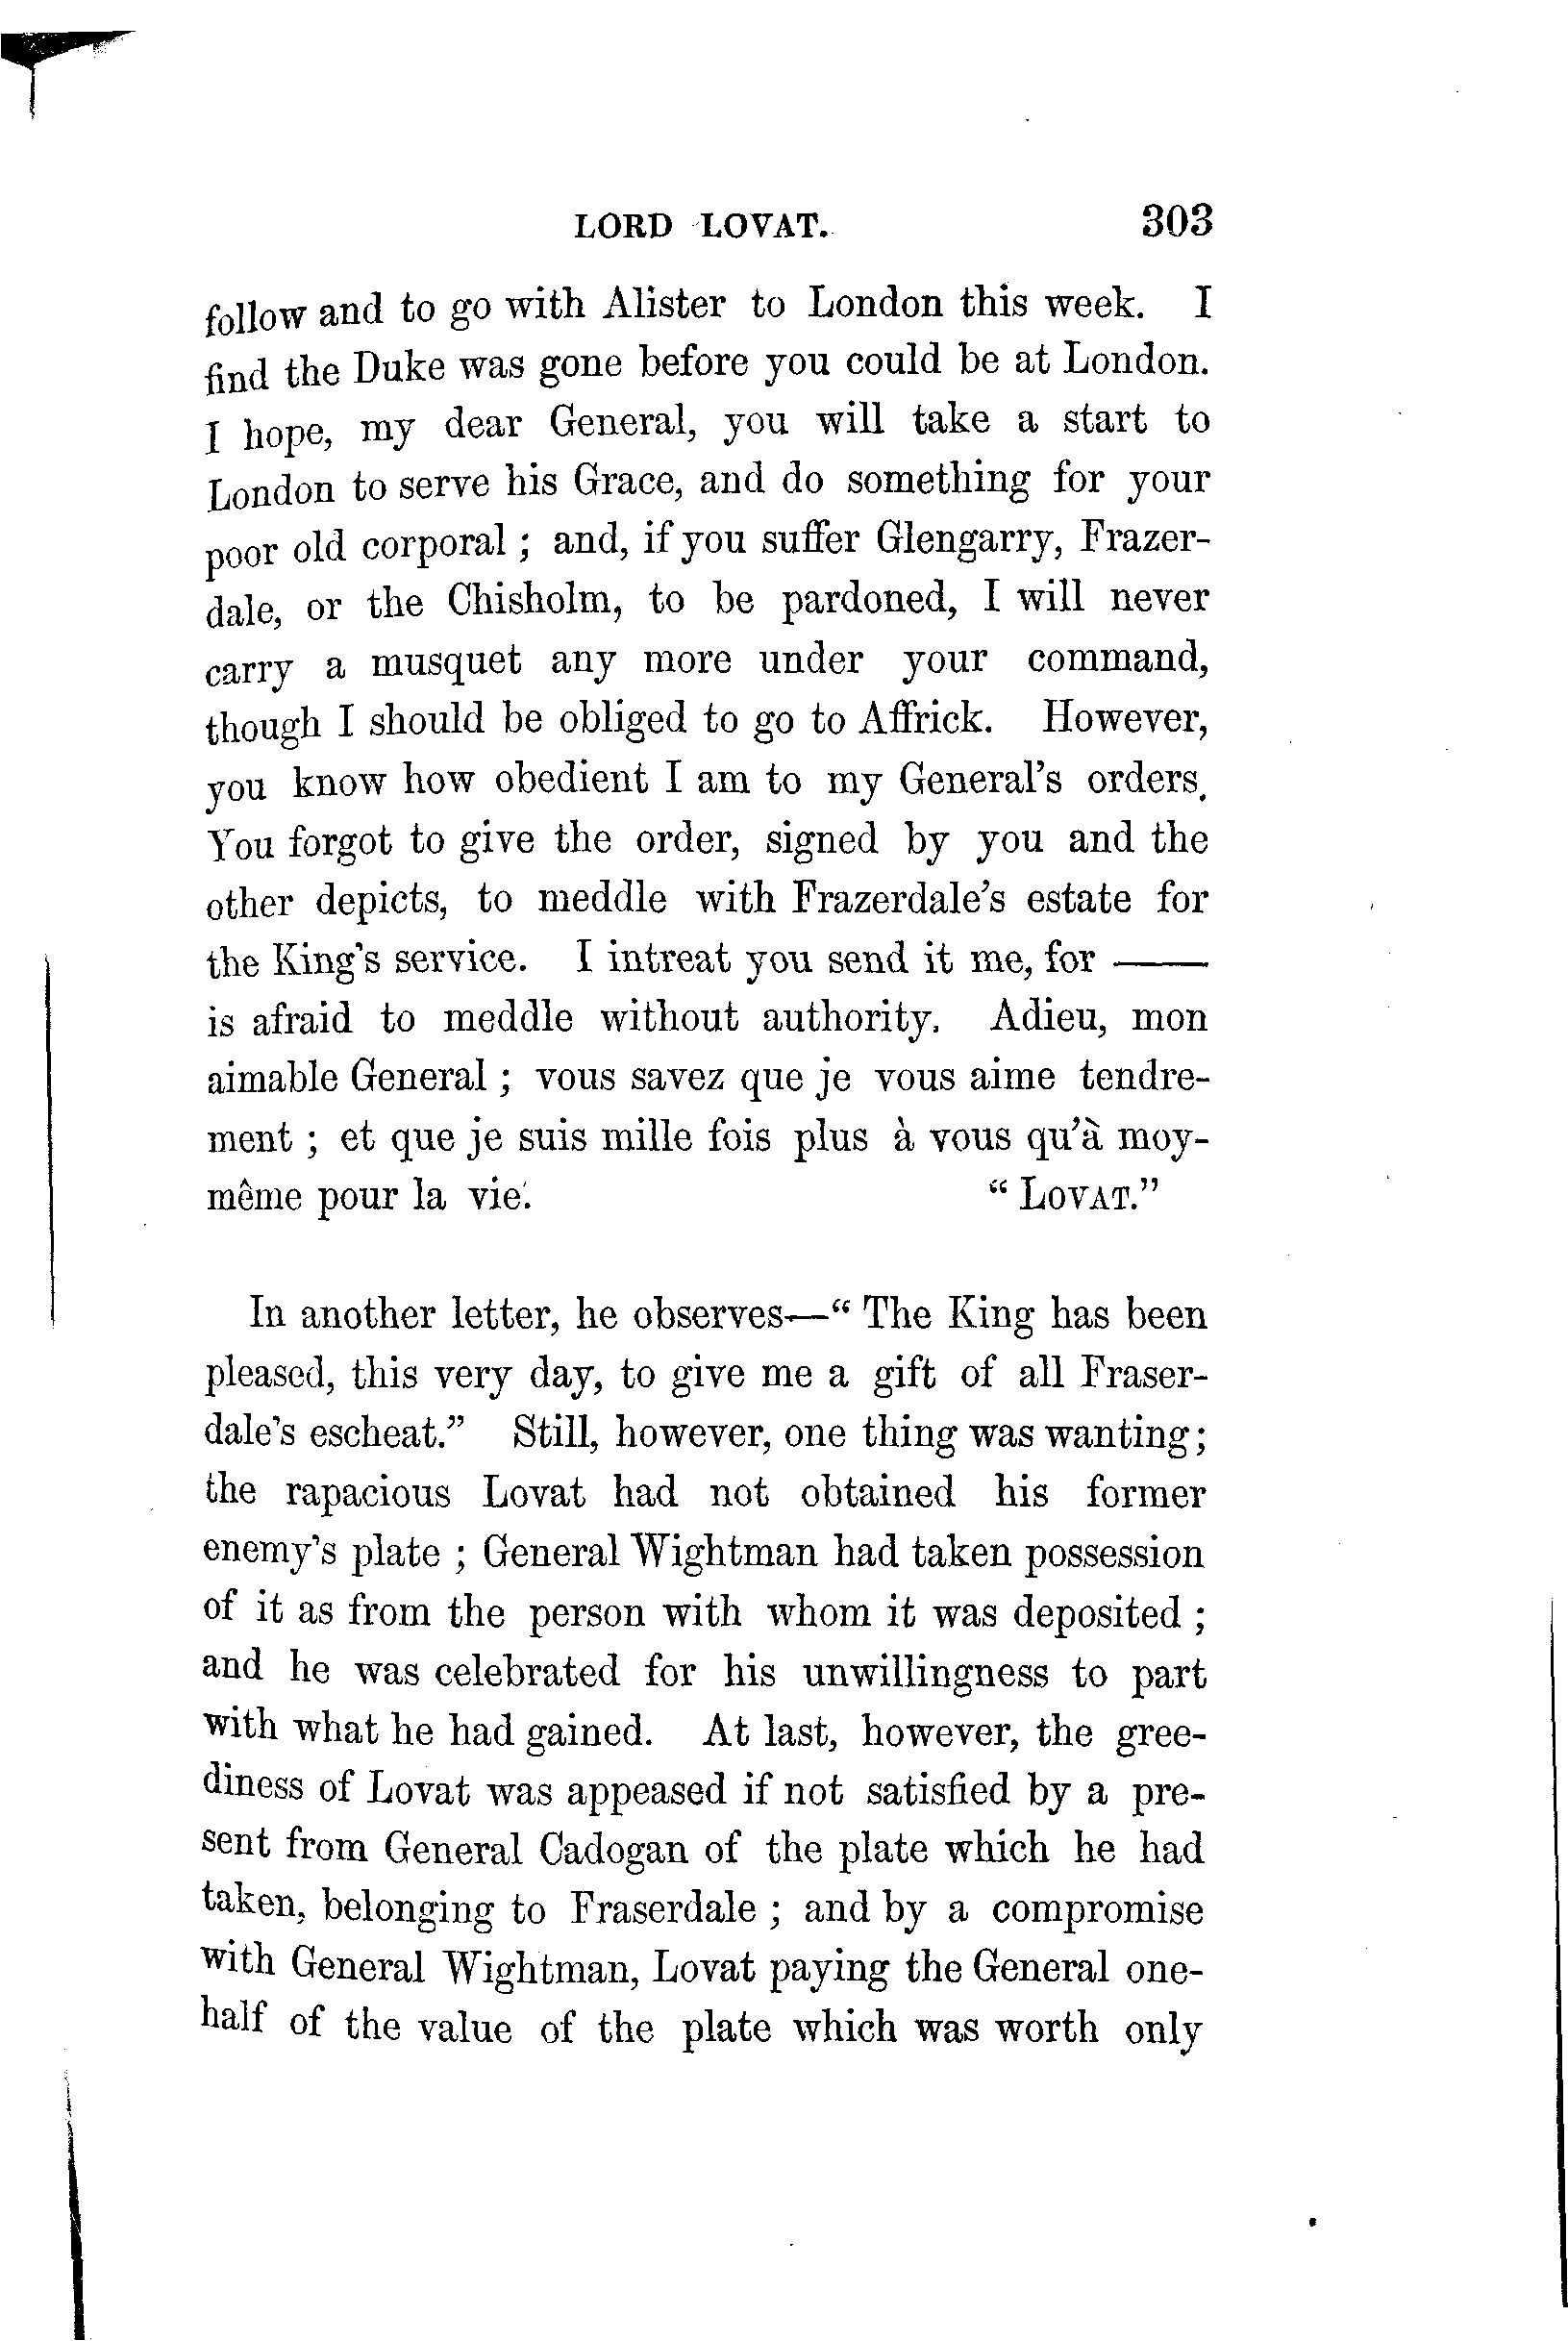 LORD LOVAT. 303
follow and to go with Alister to London this week. I
find the Duke was gone before you could be at London.
I hope, my dear General, you will take a start to
London to serve his Grace, and do something for your
poor old corporal ; and, if you suffer Glengarry, Frazer-
dale, or the Chisholm, to be pardoned, I will never
carry a musquet any more under your command,
though I should be obliged to go to Affrick. However,
you know how obedient I am to my General's orders.
You forgot to give the order, signed by you and the
other depicts, to meddle with Frazerdale's estate for
the King's service. I intreat you send it me, for ——
is afraid to meddle without authority. Adieu, mon
aimable General ; vous savez que je vous aime tendre-
ment ; et que je suis mille fois plus à vous qu'à moy-
même pour la vie. “ LOVAT.”
In another letter, he observes—“ The King has been
pleased, this very day, to give me a gift of all Fraser-
dale's escheat.” Still, however, one thing was wanting;
the rapacious Lovat had not obtained his former
enemy's plate ; General Wightman had taken possession
of it as from the person with whom it was deposited ;
and he was celebrated for his unwillingness to part
with what he had gained. At last, however, the gree-
diness of Lovat was appeased if not satisfied by a pre-
sent from General Cadogan of the plate which he had
taken, belonging to Fraserdale ; and by a compromise
with General Wightman, Lovat paying the General one-
half of the value of the plate which was worth only